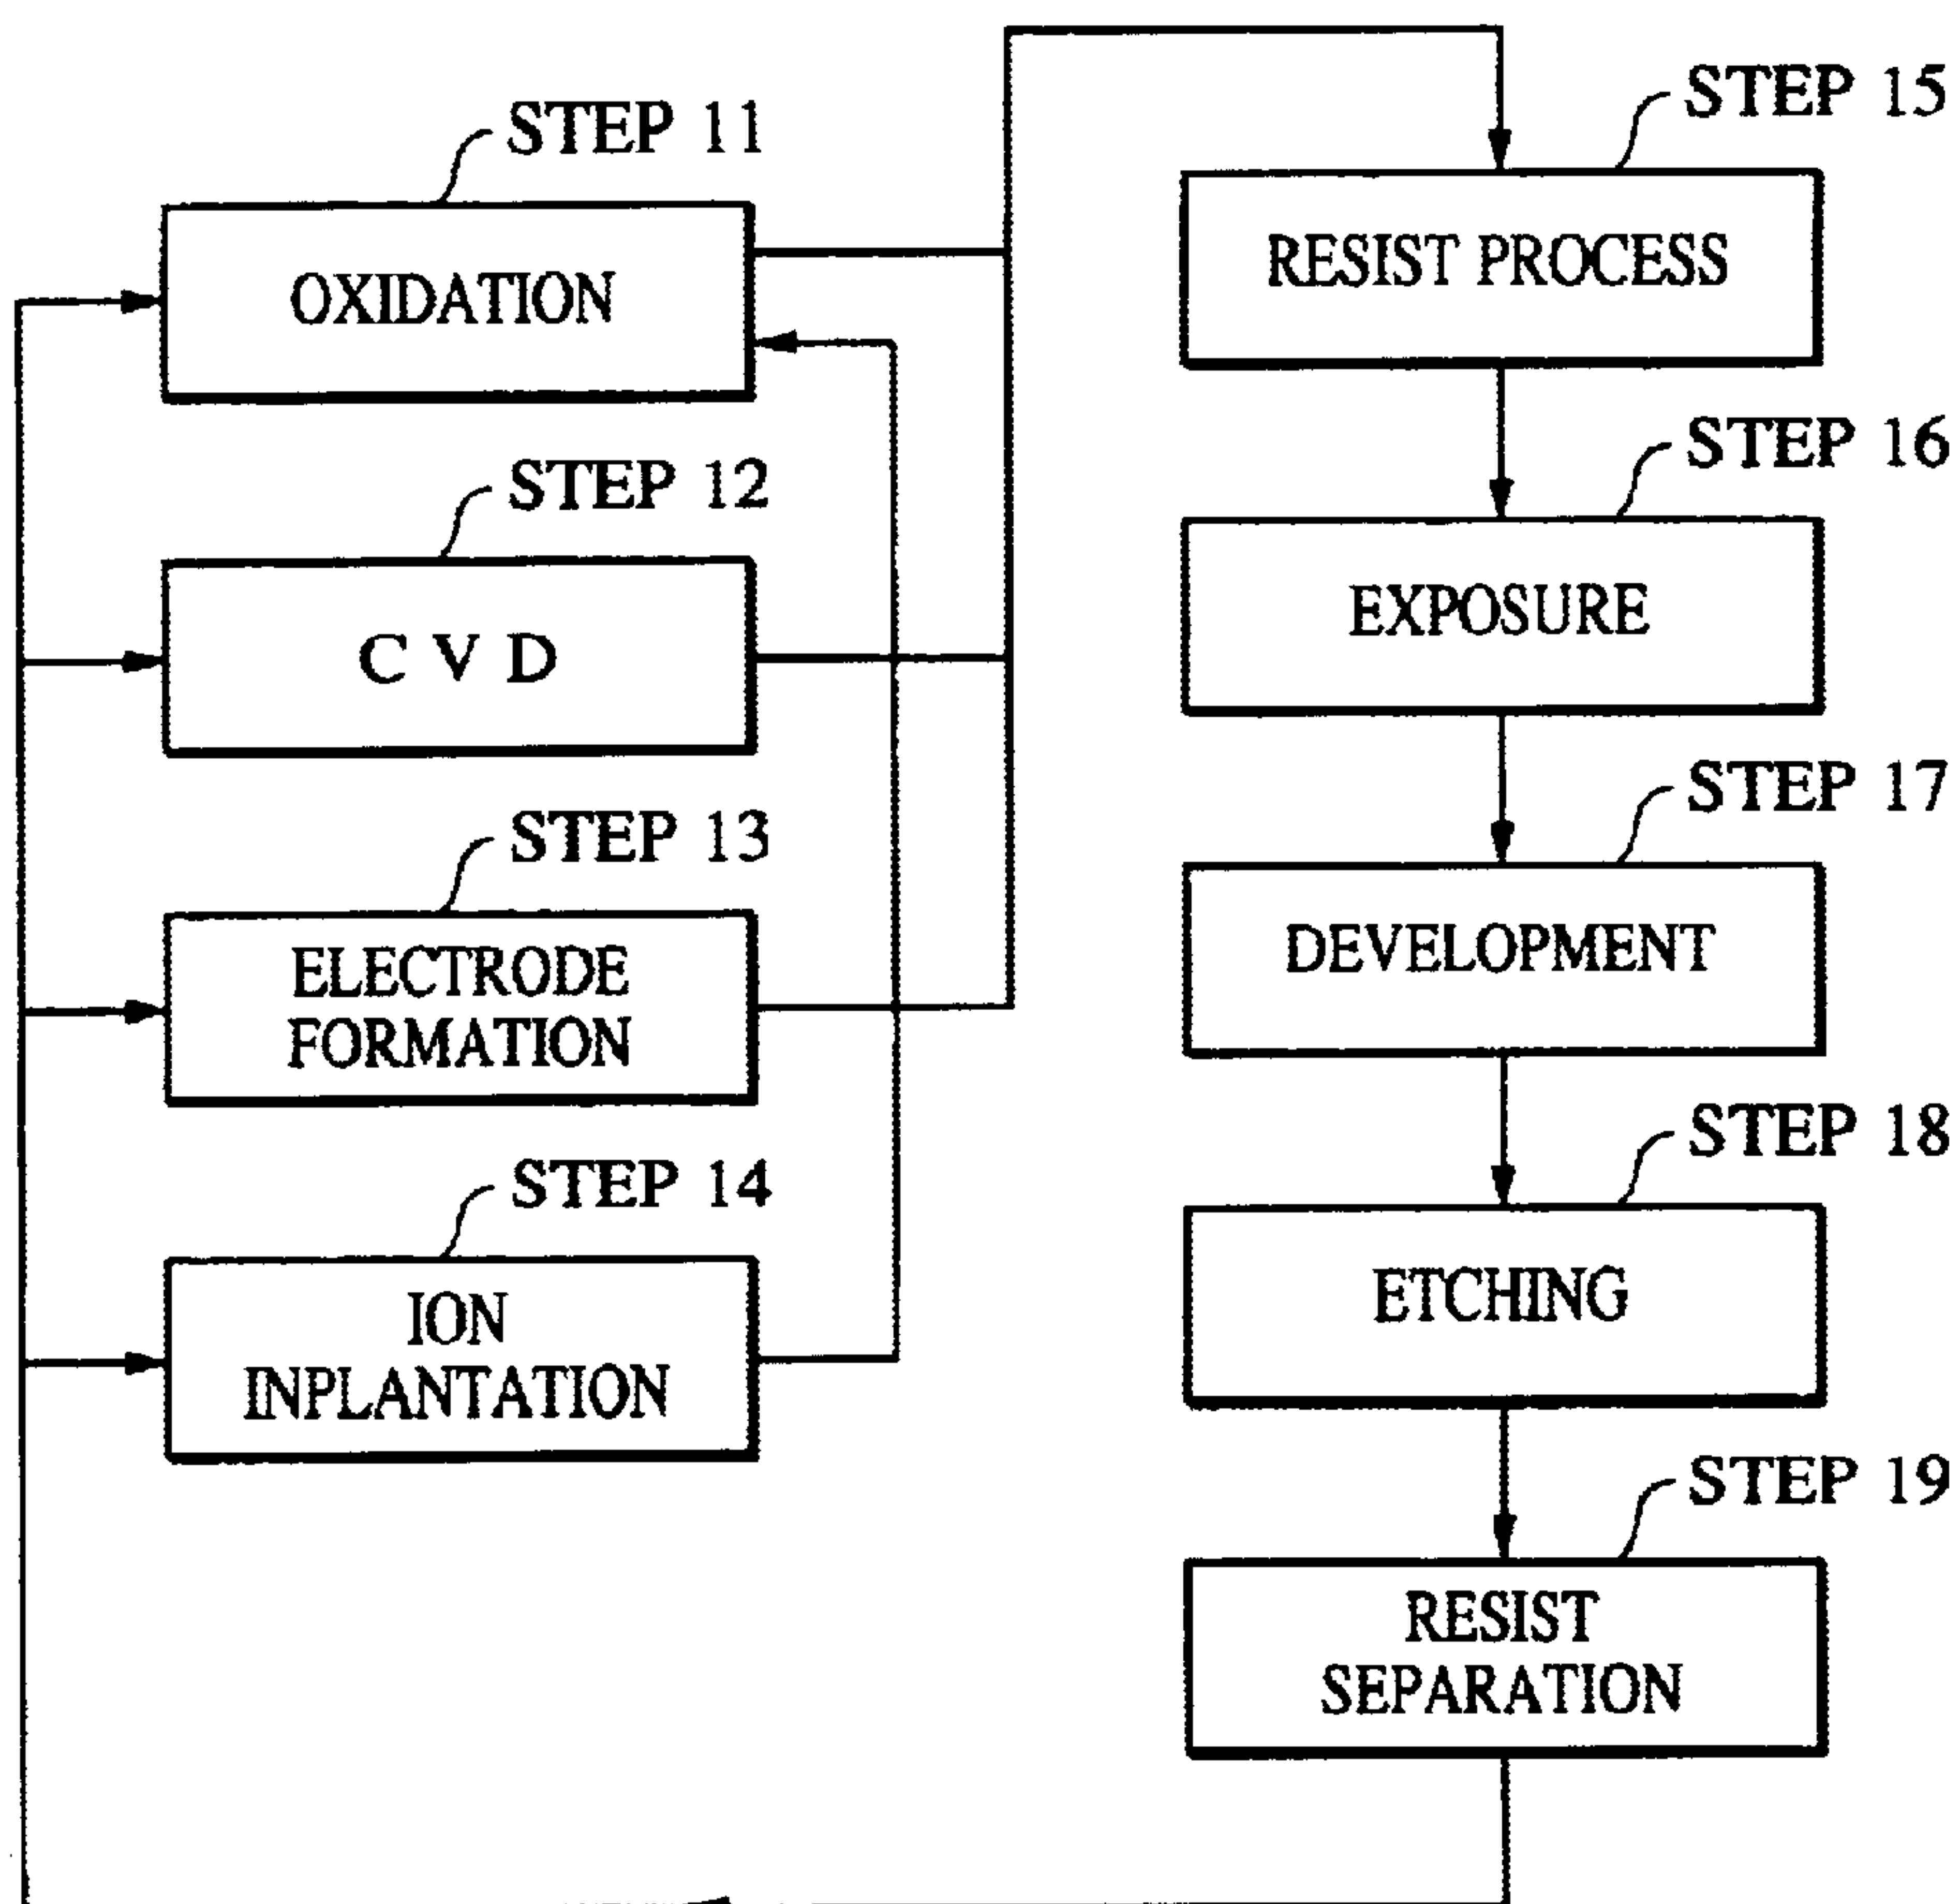 STEP 11
OXIDATION
STEP 12
C V D
STEP 13
ELECTRODE
FORMATION
STEP 14
ION
INPLANTATION
STEP 15
RESIST PROCESS
STEP 16
EXPOSURE
STEP 17
DEVELOPMENT
STEP 18
ETCHING
STEP 19
RESIST
SEPARATION